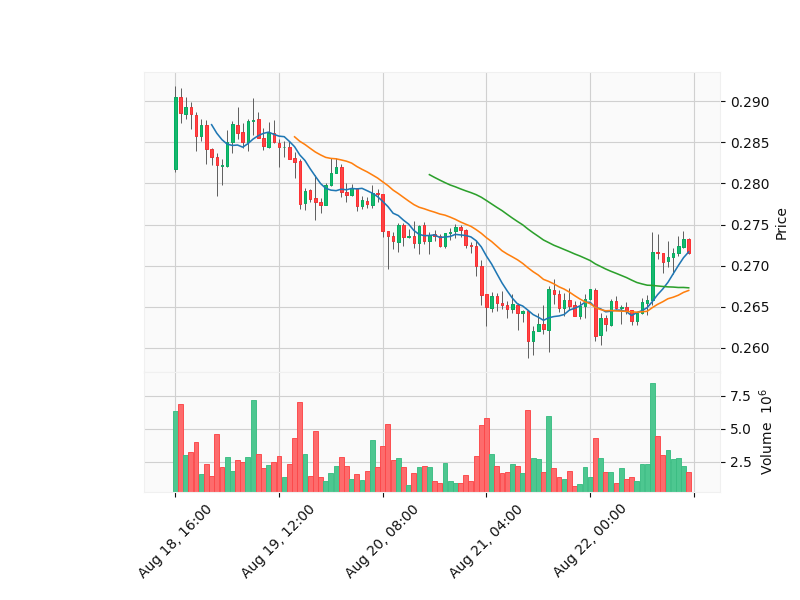 0.290
0.285
0.280
0.275
0.270
0.265
0.260
Price
7.5
5.0
2.5
Volume 10^6
Aug 18, 16:00
Aug 19, 12:00
Aug 20, 08:00
Aug 21, 04:00
Aug 22, 00:00